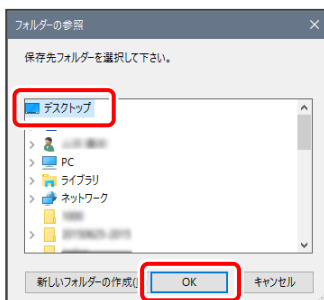 フォルダーの参照
保存先フォルダーを選択して下さい。
デスクトップ
PC
ライブラリ
ネットワーク
新しいフォルダーの作成(
OK
キャンセル